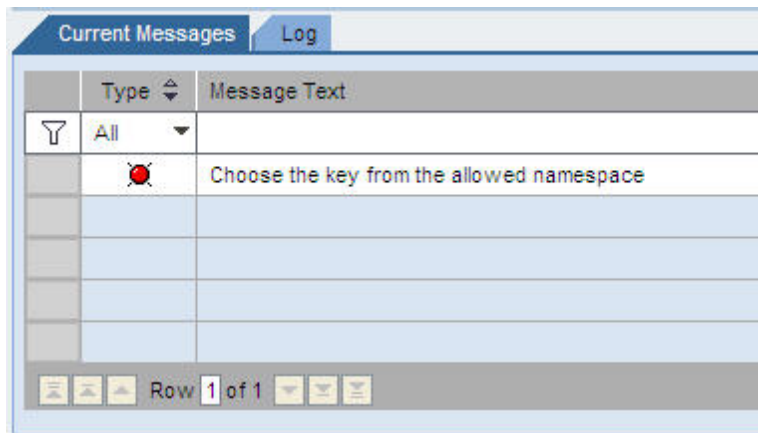 Current Messages Log
Type Message Text
All
Choose the key from the allowed namespace
Row 1 of 1